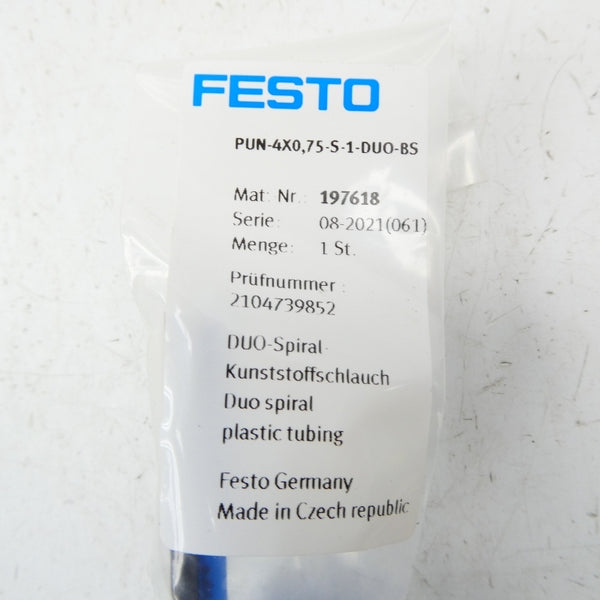 FESTO
PUN-4X0,75-S-1-DUO-BS
Mat. Nr.: 197618
Serie: 08-2021(061)
Menge: 1 St.
Prüfnummer :
2104739852
DUO-Spiral-
Kunststoffschlauch
Duo spiral
plastic tubing
Festo Germany
Made in Czech republic